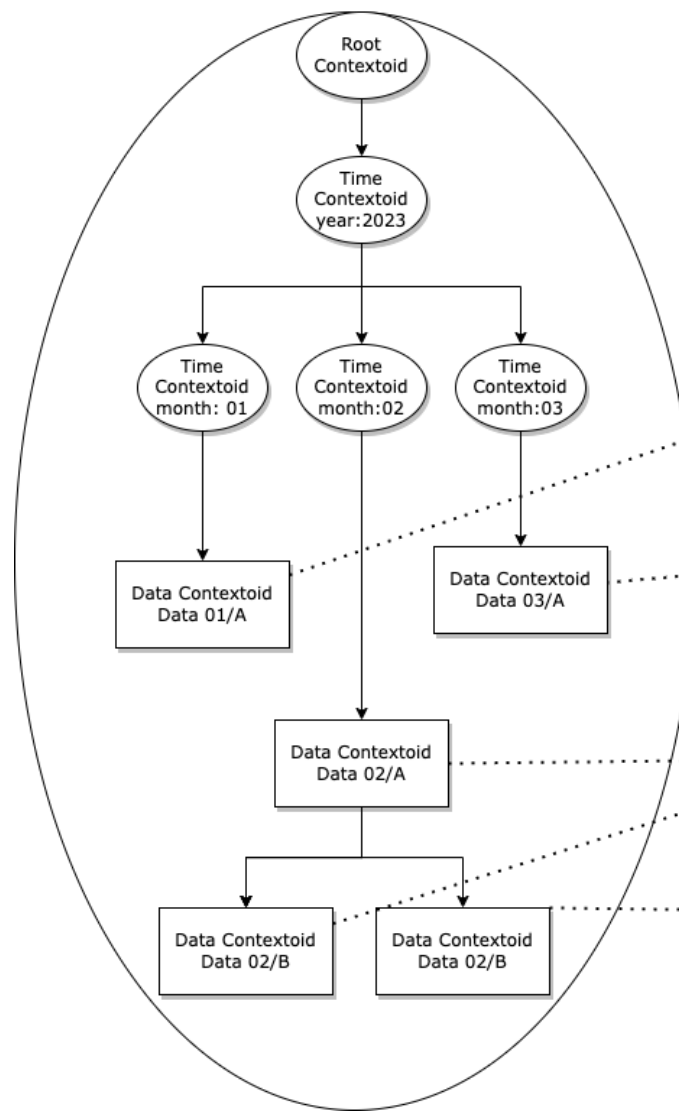 Root
Contextoid
Time
Contextoid
year:2023
Time
Contextoid
month: 01
Time
Contextoid
month:02
Time
Contextoid
month:03
Data Contextoid
Data 01/A
Data Contextoid
Data 03/A
Data Contextoid
Data 02/A
Data Contextoid
Data 02/B
Data Contextoid
Data 02/B